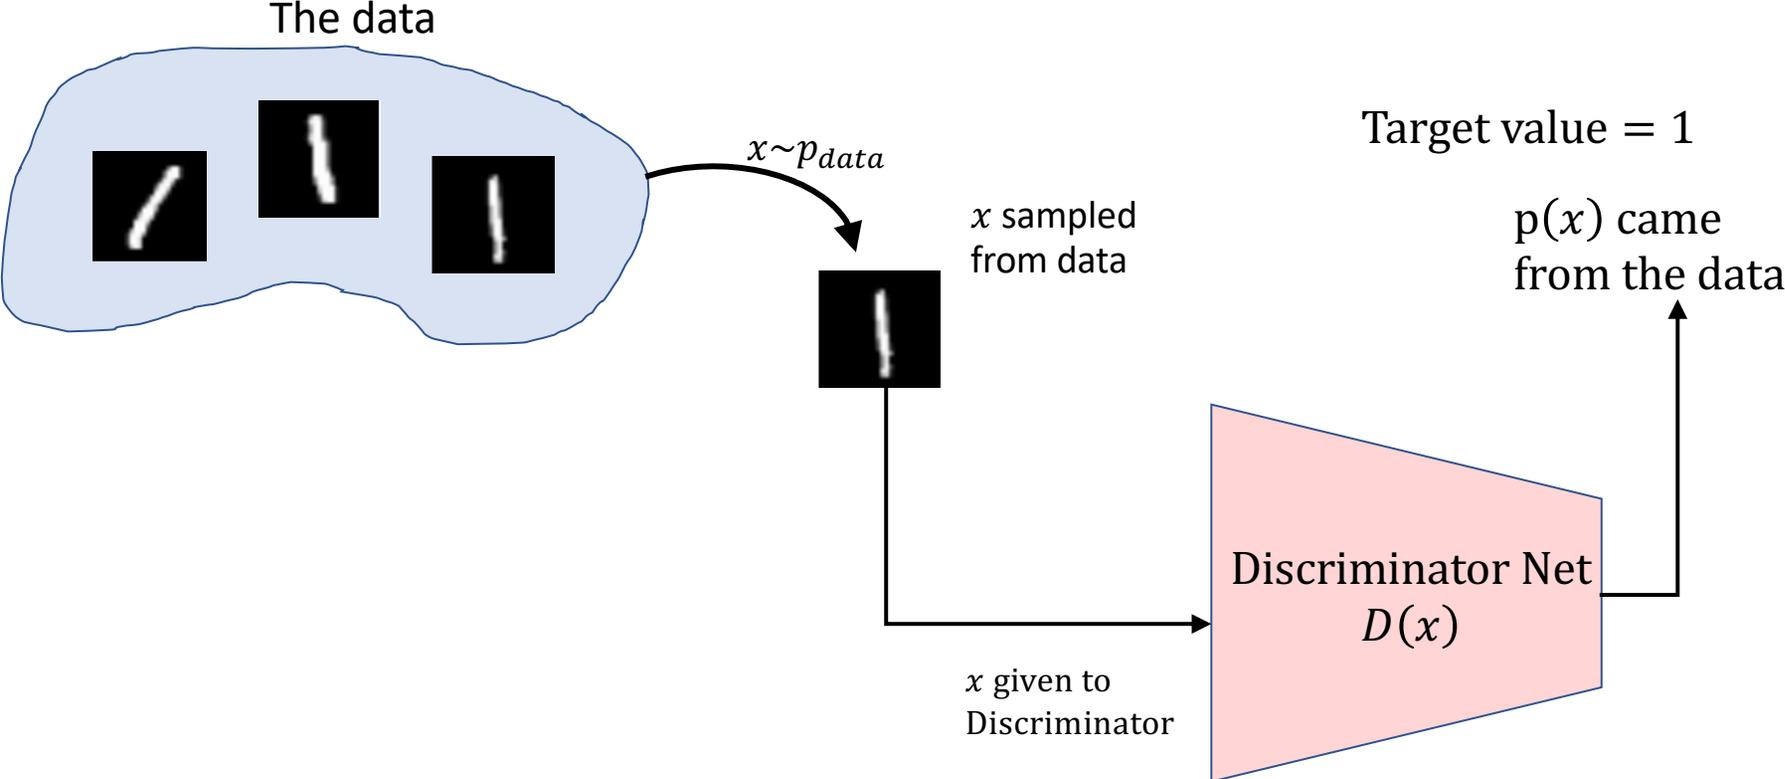 The data
x~p_data
Target value = 1
x sampled
from data
p(x) came
from the data
Discriminator Net
D(x)
x given to
Discriminator